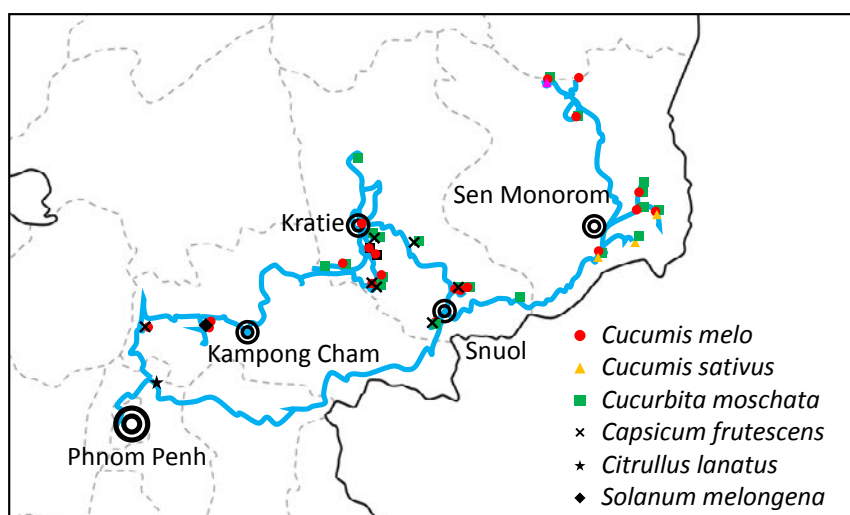 Sen Monorom
Kratie
Kampong Cham
Snuol
Phnom Penh
Cucumis melo
Cucumis sativus
Cucurbita moschata
Capsicum frutescens
Citrullus lanatus
Solanum melongena